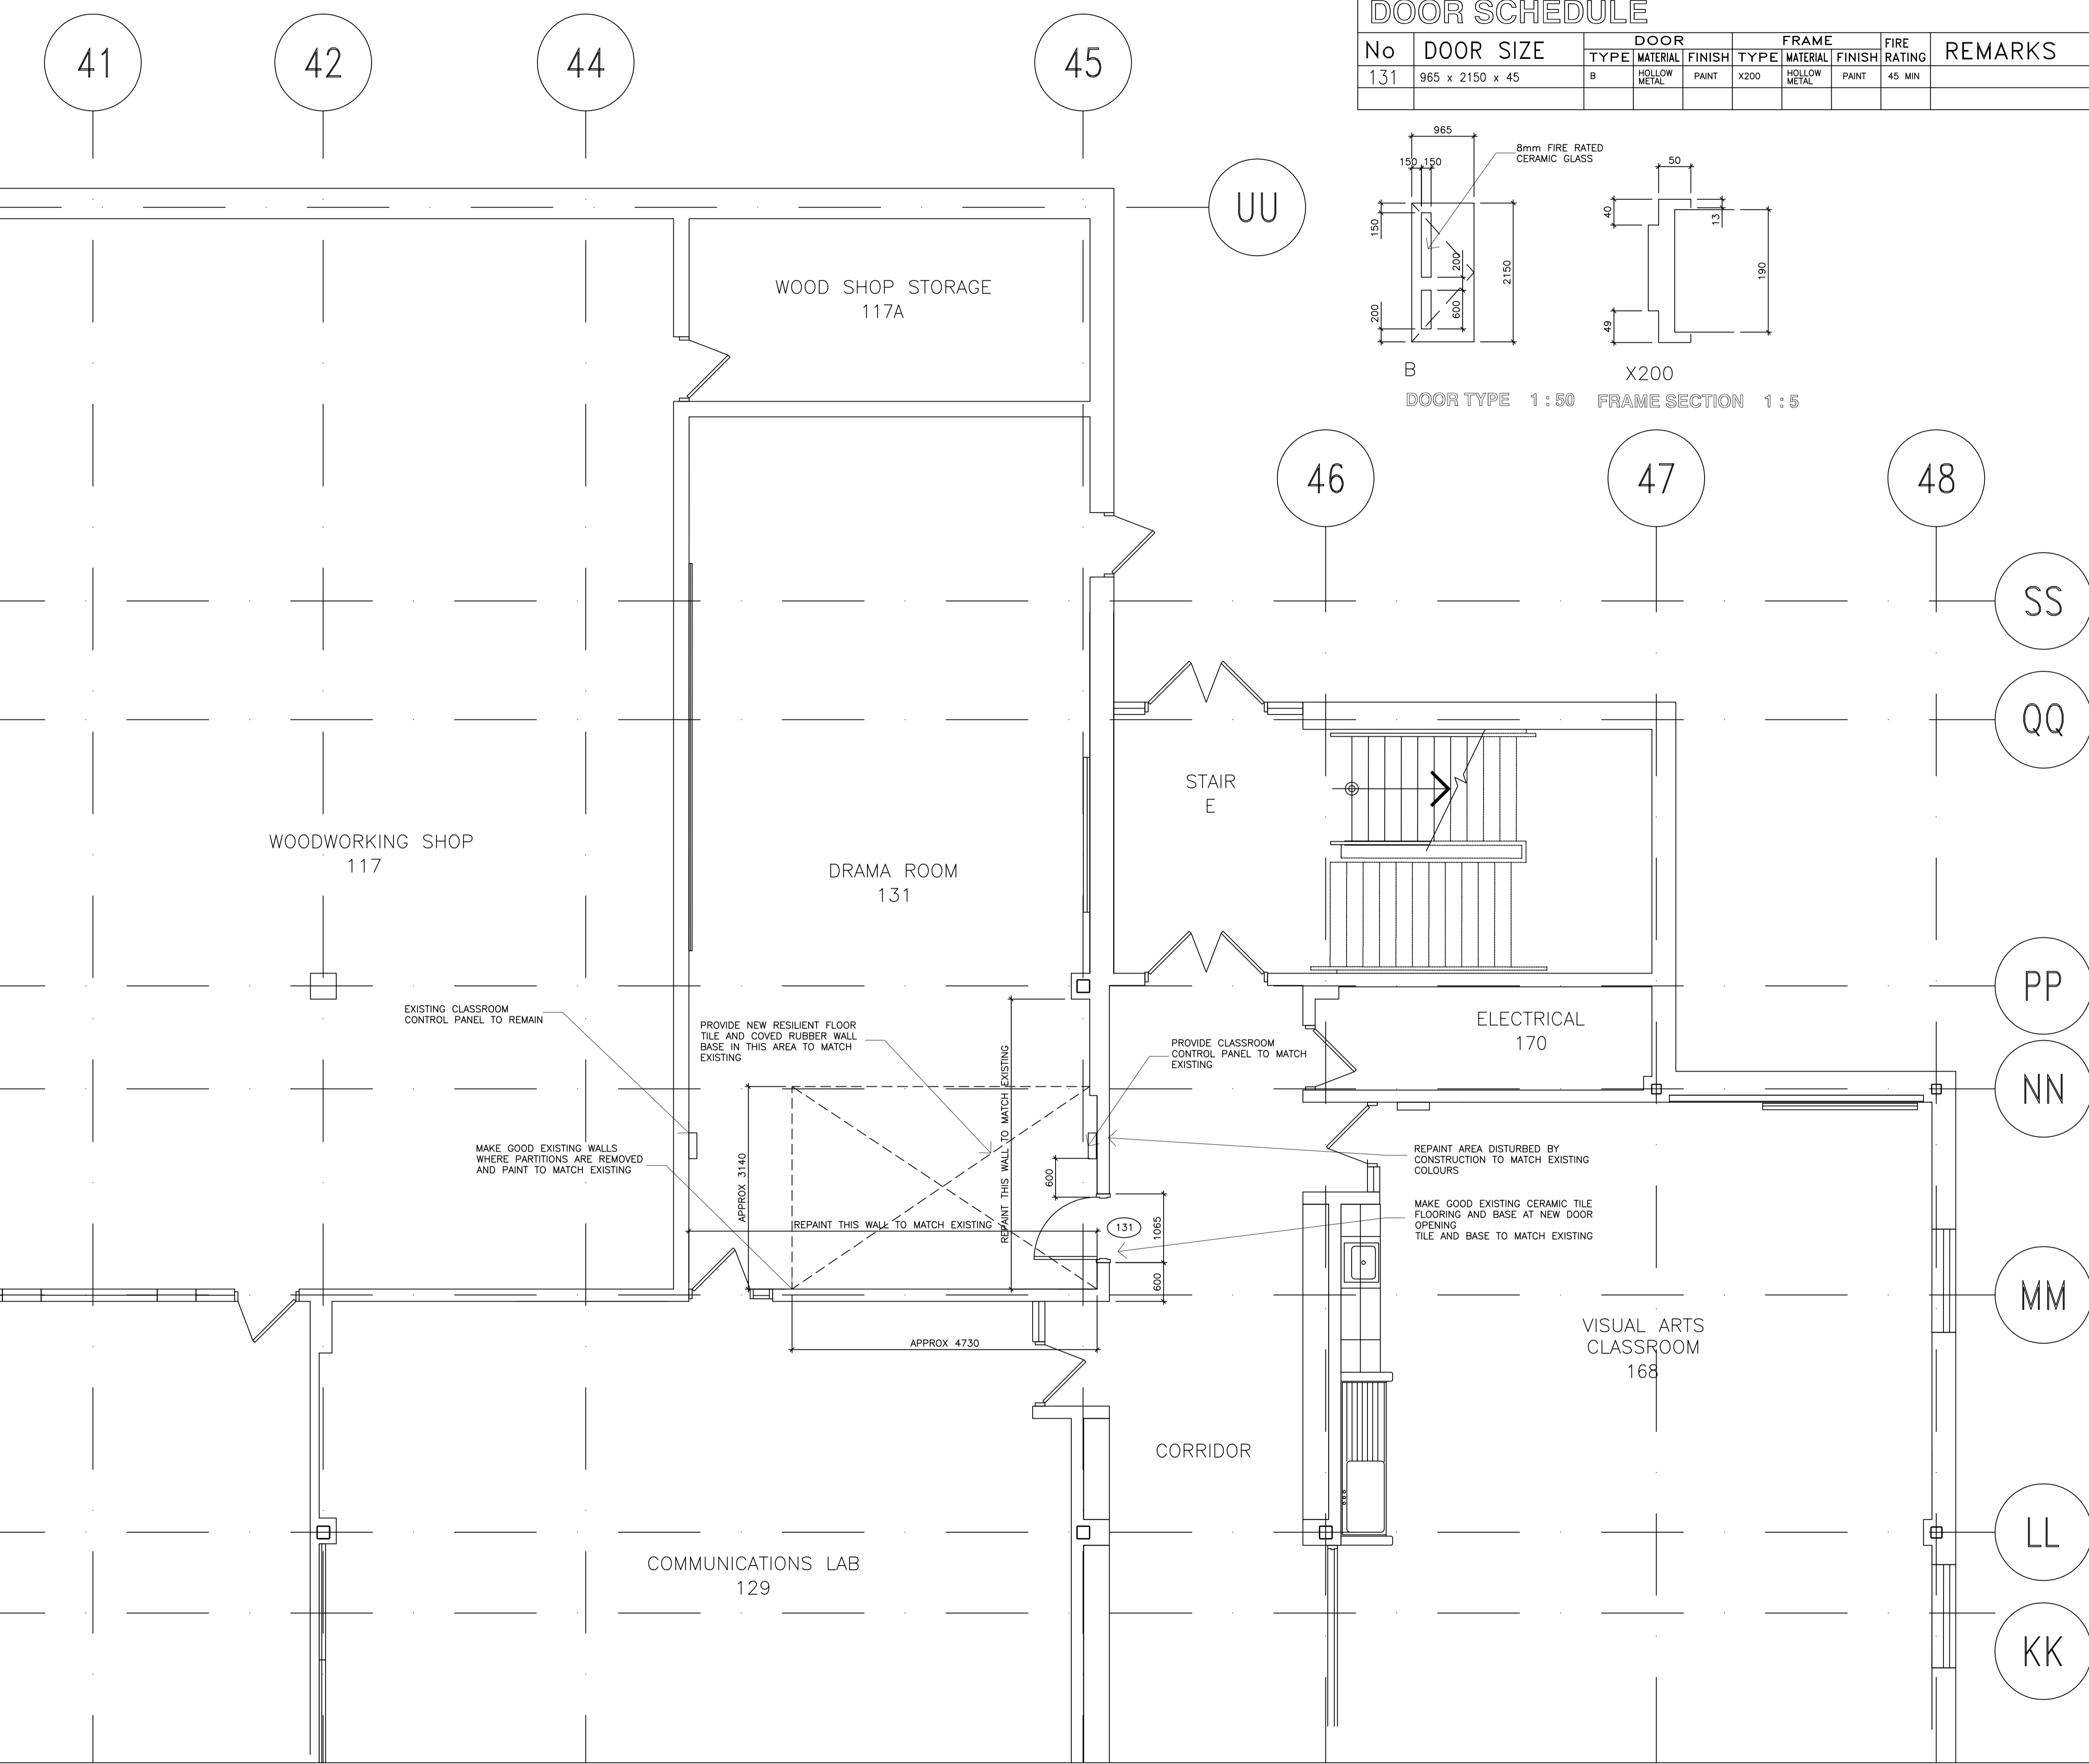 DOOR SCHEDULE
No DOOR SIZE DOOR FRAME FIRE RATING REMARKS
TYPE MATERIAL FINISH TYPE MATERIAL FINISH
131 965 x 2150 x 45 B HOLLOW METAL PAINT X200 HOLLOW METAL PAINT 45 MIN
41
42
44
45
965
150 150
8mm FIRE RATED
CERAMIC GLASS
150
200
2150
200
600
B
DOOR TYPE 1 : 50
50
40
13
190
49
X200
FRAME SECTION 1 : 5
UU
WOOD SHOP STORAGE
117A
46
47
48
SS
QQ
STAIR
E
WOODWORKING SHOP
117
DRAMA ROOM
131
PP
EXISTING CLASSROOM
CONTROL PANEL TO REMAIN
PROVIDE NEW RESILIENT FLOOR
TILE AND COVED RUBBER WALL
BASE IN THIS AREA TO MATCH
EXISTING
PROVIDE CLASSROOM
CONTROL PANEL TO MATCH
EXISTING
ELECTRICAL
170
NN
MAKE GOOD EXISTING WALLS
WHERE PARTITIONS ARE REMOVED
AND PAINT TO MATCH EXISTING
APPROX 3140
REPAINT THIS WALL TO MATCH EXISTING
REPAINT THIS WALL TO MATCH EXISTING
600
131
1065
600
REPAINT AREA DISTURBED BY
CONSTRUCTION TO MATCH EXISTING
COLOURS
MAKE GOOD EXISTING CERAMIC TILE
FLOORING AND BASE AT NEW DOOR
OPENING
TILE AND BASE TO MATCH EXISTING
MM
APPROX 4730
VISUAL ARTS
CLASSROOM
168
CORRIDOR
LL
COMMUNICATIONS LAB
129
KK